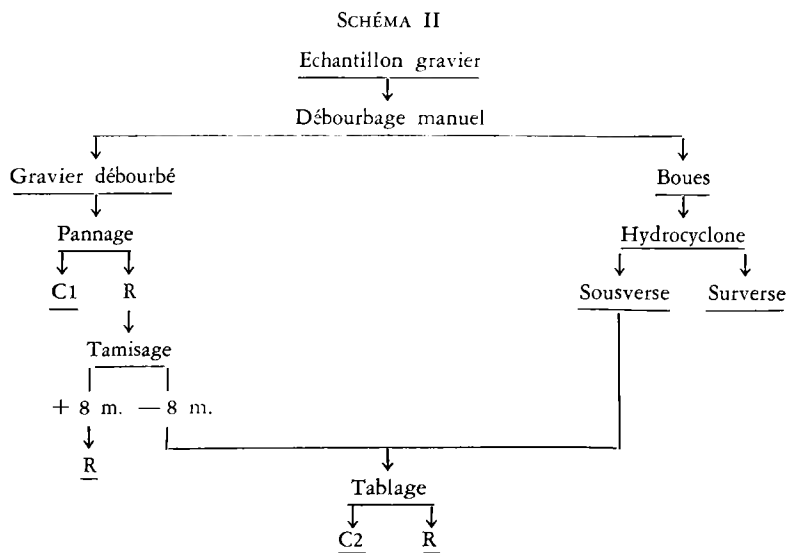 SCHÉMA II
Echantillon gravier
Débourbage manuel
Gravier débourbé Boues
Pannage Hydrocyclone
C1 R Sousverse Surverse
Tamisage
+ 8 m. — 8 m.
R
Tablage
C2 R